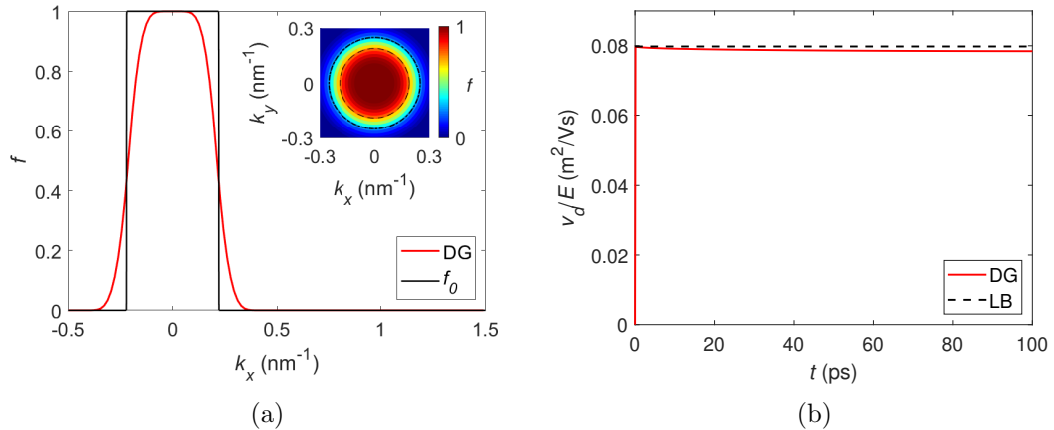 1
0.8
0.6
0.4
0.2
0
f
-0.5 0 0.5 1 1.5
k_x (nm^-1)
0.3
0
-0.3
k_y (nm^-1)
-0.3 0 0.3
k_x (nm^-1)
1
f
0
DG
f_0
(a)
0.1
0.08
0.06
0.04
0.02
0
v_d/E (m^2/Vs)
0 20 40 60 80 100
t (ps)
DG
LB
(b)